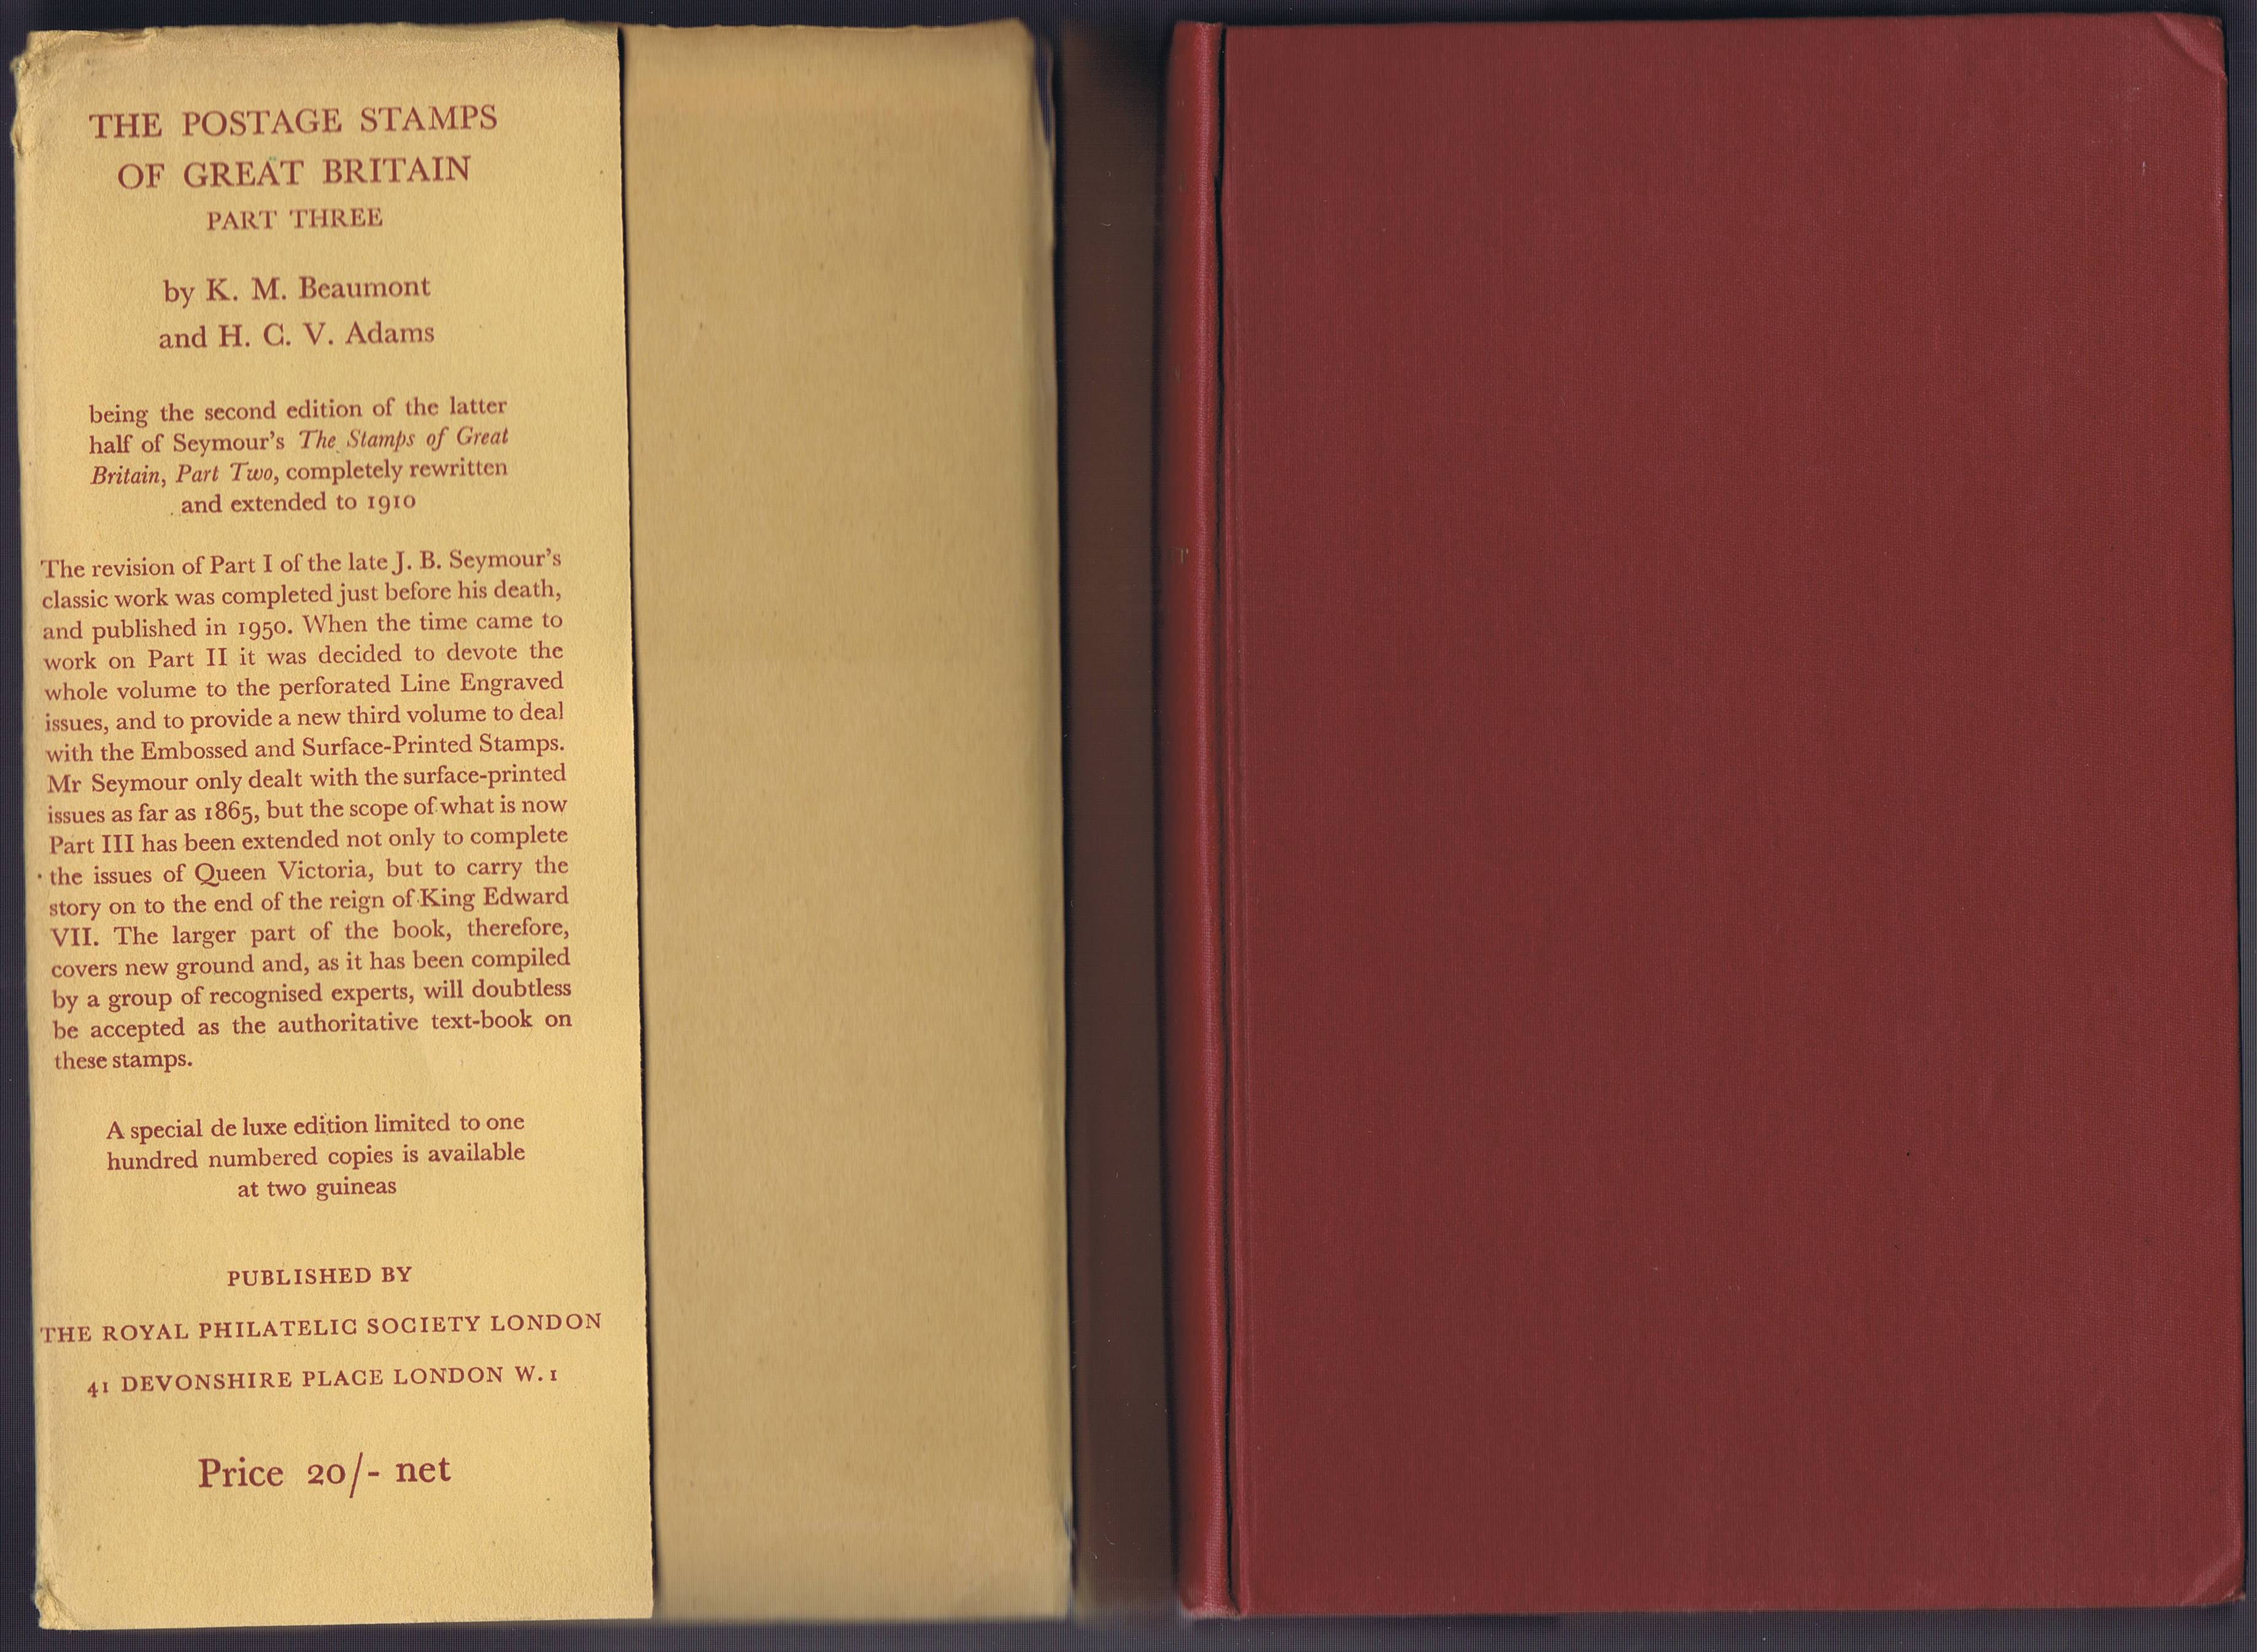 THE POSTAGE STAMPS
OF GREAT BRITAIN
PART THREE
by K. M. Beaumont
and H. C. V. Adams
being the second edition of the latter
half of Seymour's The Stamps of Great
Britain, Part Two, completely rewritten
and extended to 1910
The revision of Part I of the late J. B. Seymour's
classic work was completed just before his death,
and published in 1950. When the time came to
work on Part II it was decided to devote the
whole volume to the perforated Line Engraved
issues, and to provide a new third volume to deal
with the Embossed and Surface-Printed Stamps.
Mr Seymour only dealt with the surface-printed
issues as far as 1865, but the scope of what is now
Part III has been extended not only to complete
the issues of Queen Victoria, but to carry the
story on to the end of the reign of King Edward
VII. The larger part of the book, therefore,
covers new ground and, as it has been compiled
by a group of recognised experts, will doubtless
be accepted as the authoritative text-book on
these stamps.
A special de luxe edition limited to one
hundred numbered copies is available
at two guineas
PUBLISHED BY
THE ROYAL PHILATELIC SOCIETY LONDON
41 DEVONSHIRE PLACE LONDON W. 1
Price 20/- net